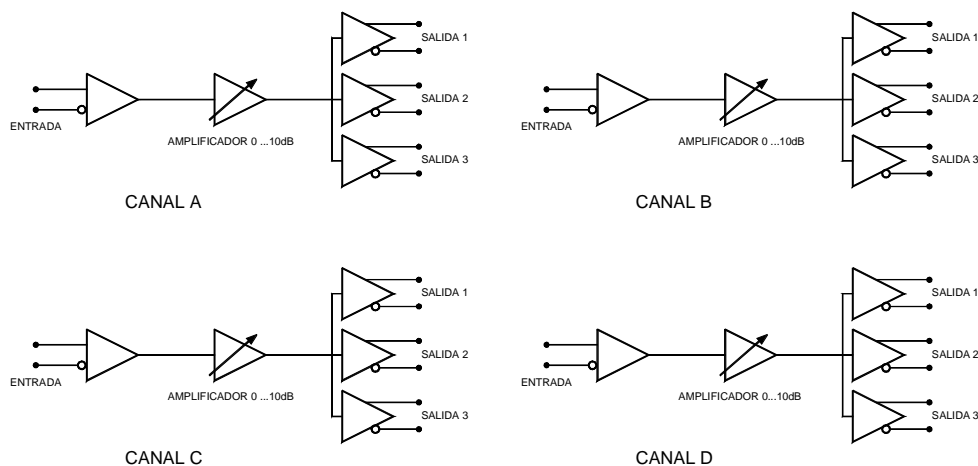 SALIDA 1
SALIDA 2
ENTRADA
AMPLIFICADOR 0 ...10dB
SALIDA 3
CANAL A
SALIDA 1
SALIDA 2
ENTRADA
AMPLIFICADOR 0 ...10dB
SALIDA 3
CANAL B
SALIDA 1
SALIDA 2
ENTRADA
AMPLIFICADOR 0 ...10dB
SALIDA 3
CANAL C
SALIDA 1
SALIDA 2
ENTRADA
AMPLIFICADOR 0 ...10dB
SALIDA 3
CANAL D